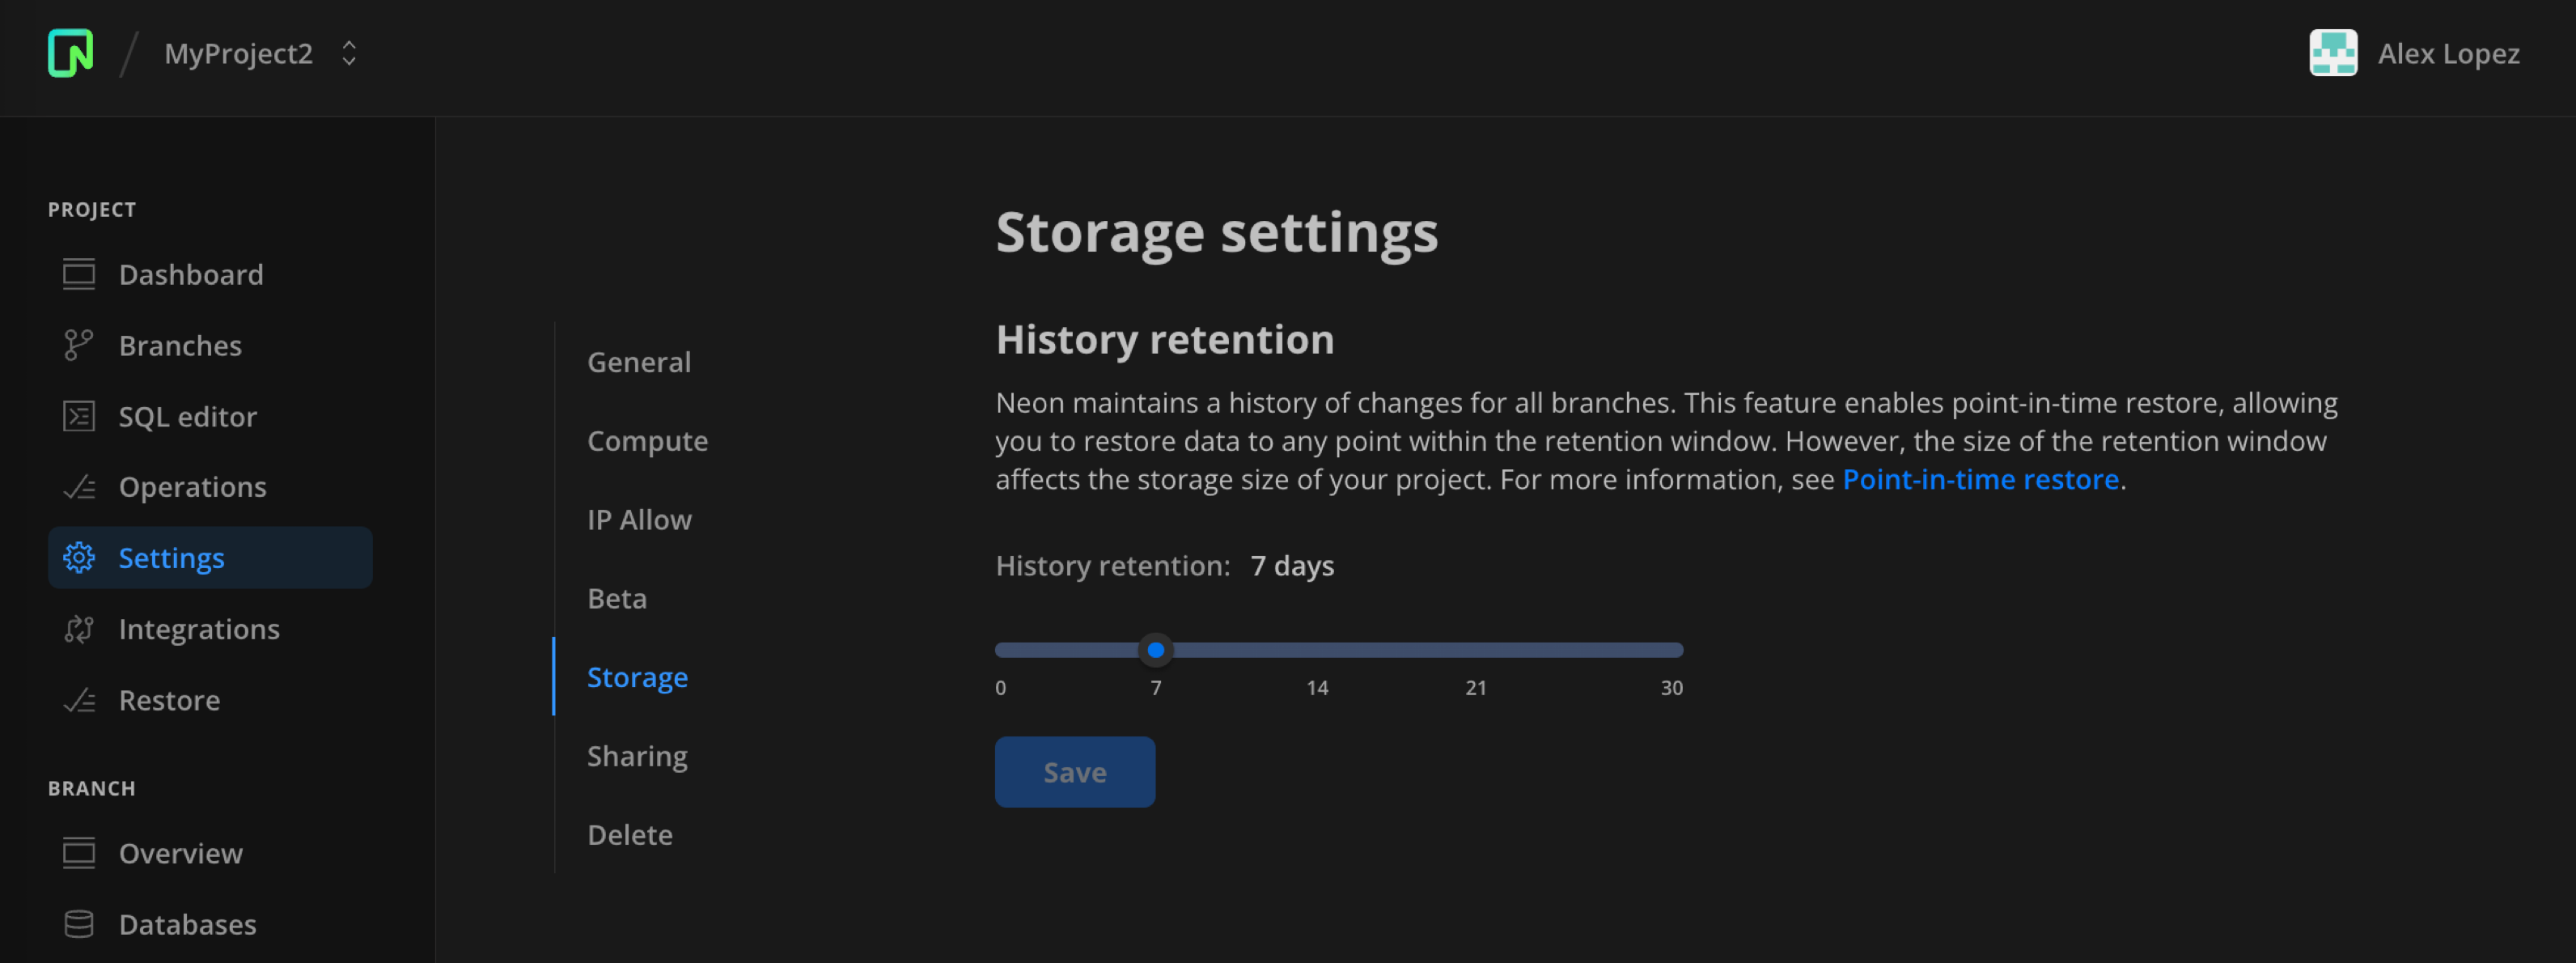 MyProject2
Alex Lopez
PROJECT
Dashboard
Branches
SQL editor
Operations
Settings
Integrations
Restore
BRANCH
Overview
Databases
General
Compute
IP Allow
Beta
Storage
Sharing
Delete
Storage settings
History retention
Neon maintains a history of changes for all branches. This feature enables point-in-time restore, allowing
you to restore data to any point within the retention window. However, the size of the retention window
affects the storage size of your project. For more information, see Point-in-time restore.
History retention: 7 days
0 7 14 21 30
Save